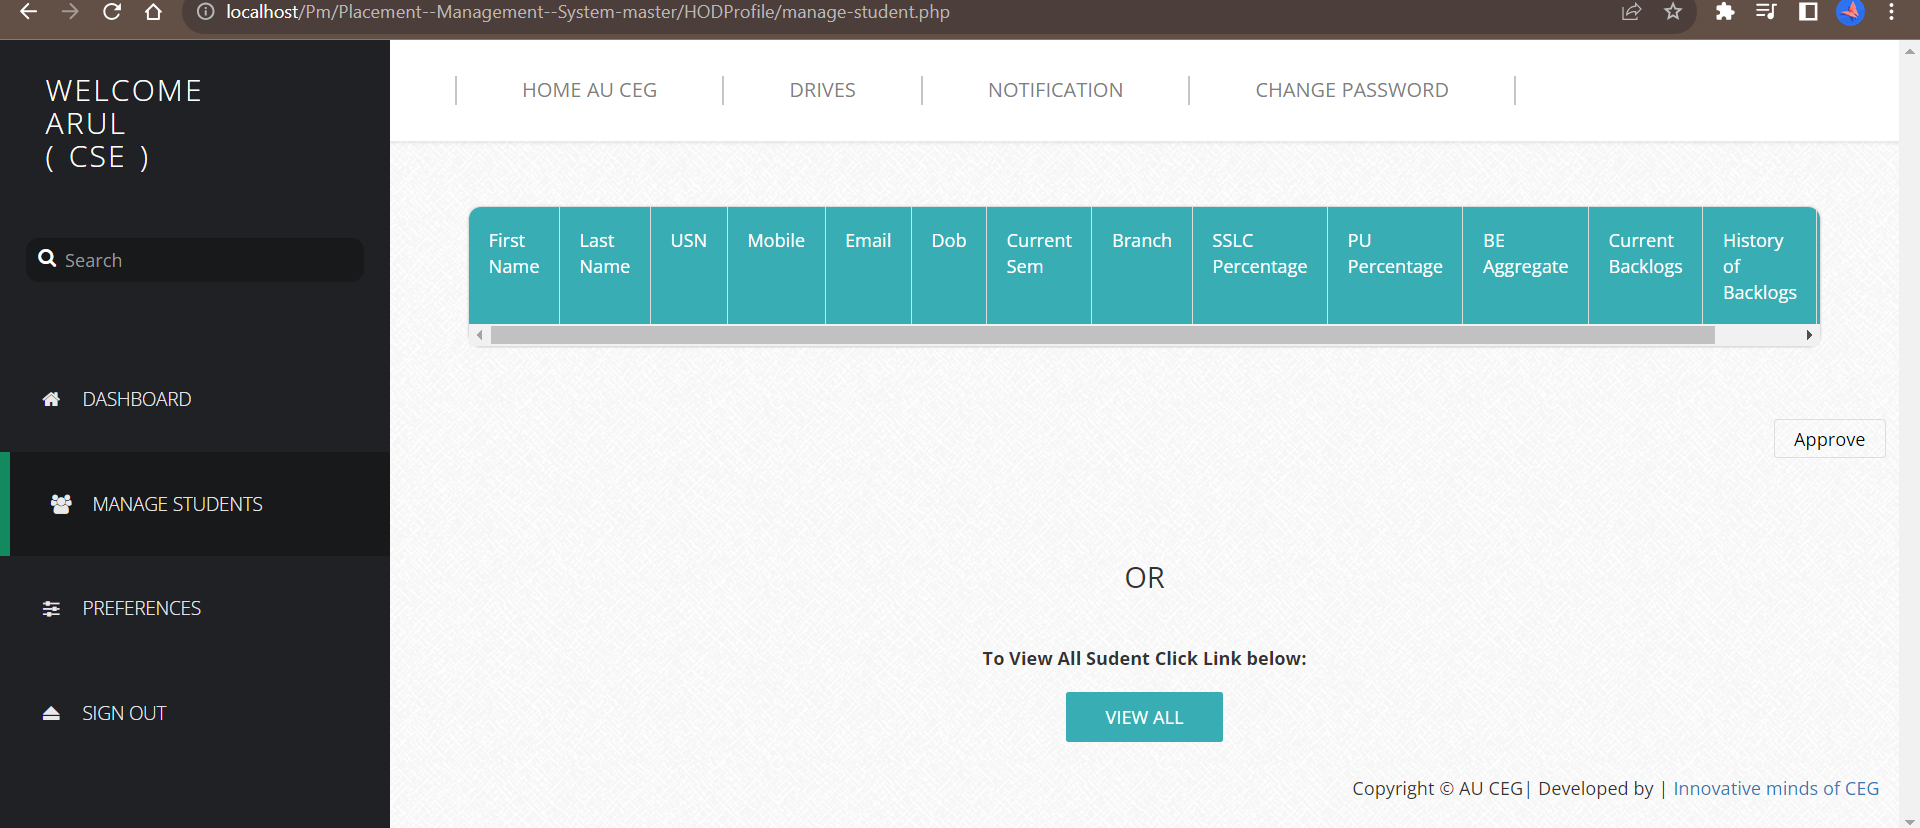 localhost/Pm/Placement--Management--System-master/HODProfile/manage-student.php
WELCOME
ARUL
( CSE )
Search
DASHBOARD
MANAGE STUDENTS
PREFERENCES
SIGN OUT
HOME AU CEG
DRIVES
NOTIFICATION
CHANGE PASSWORD
First
Name
Last
Name
USN
Mobile
Email
Dob
Current
Sem
Branch
SSLC
Percentage
PU
Percentage
BE
Aggregate
Current
Backlogs
History
of
Backlogs
Approve
OR
To View All Sudent Click Link below:
VIEW ALL
Copyright © AU CEG| Developed by | Innovative minds of CEG